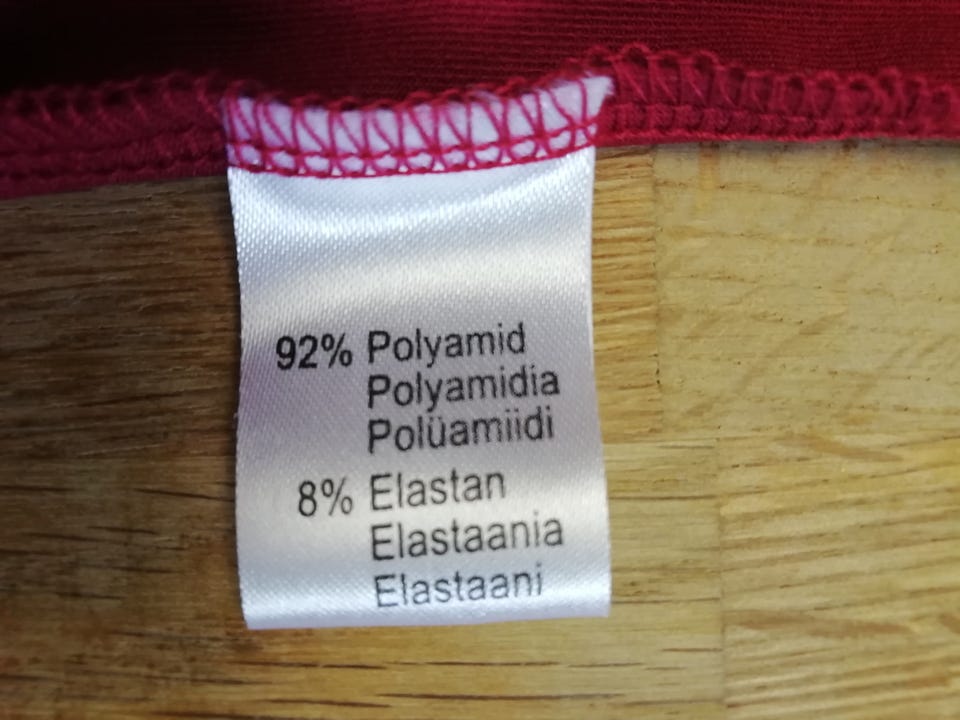 92% Polyamid
Polyamidia
Polüamiidi
8% Elastan
Elastaania
Elastaani